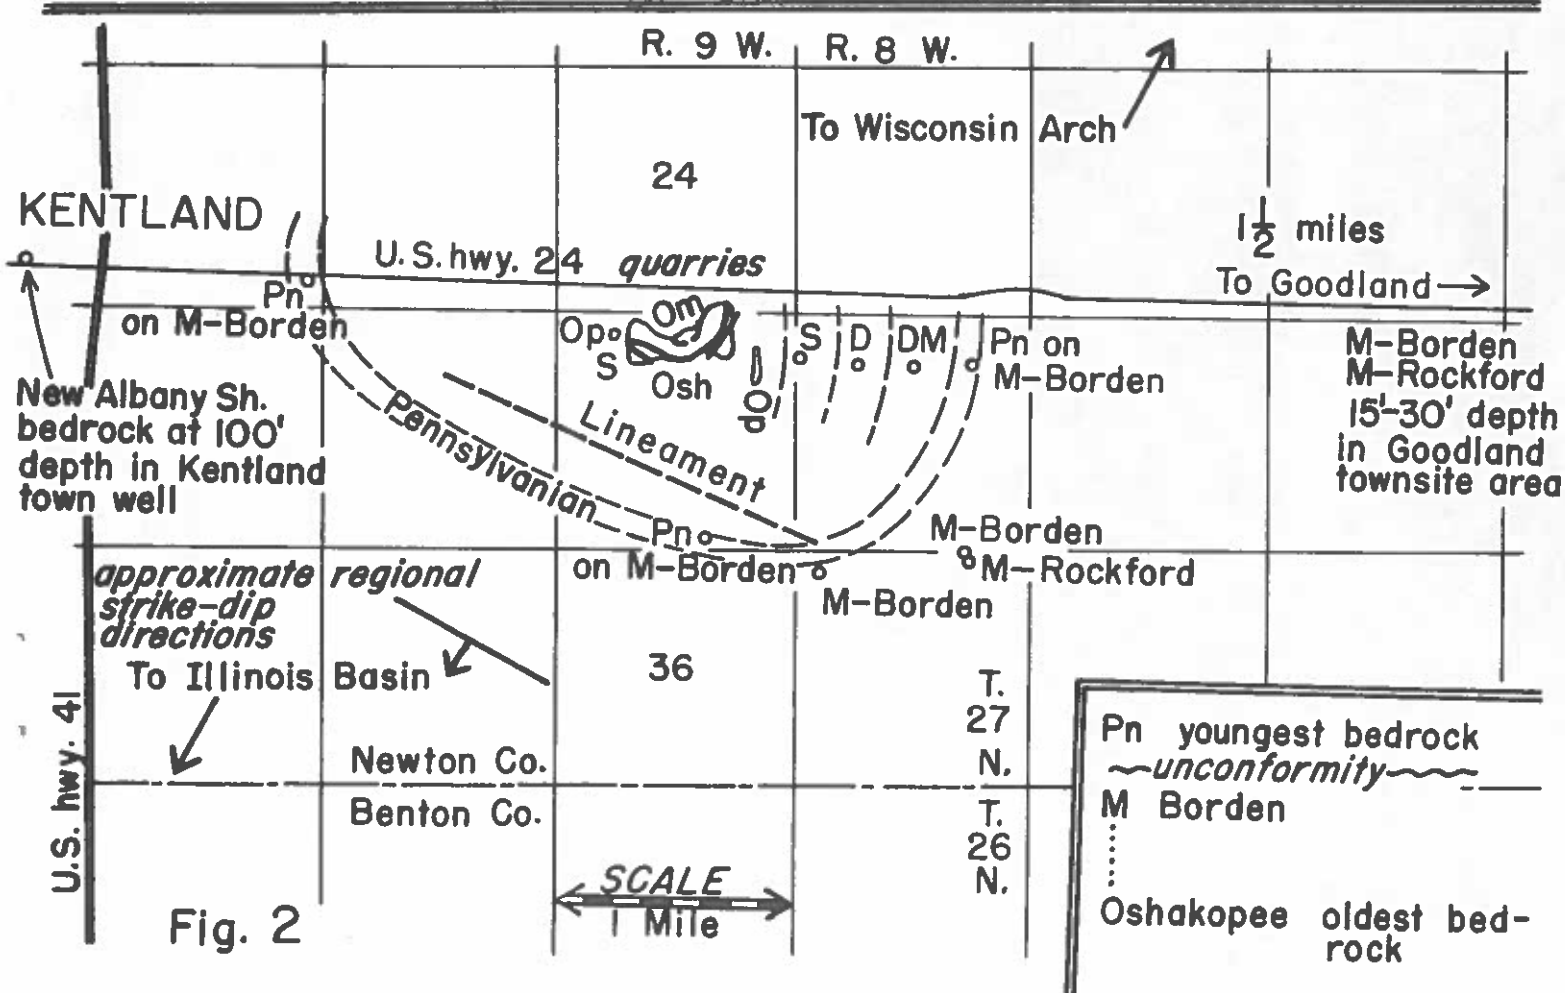 R. 9 W. R. 8 W.
To Wisconsin Arch
24
KENTLAND
1 1/2 miles
U.S. hwy. 24 quarries
To Goodland
Pn
on M-Borden
Om
Op
S
Osh
Op
S
D
DM
Pn on
M-Borden
M-Borden
M-Rockford
15'-30' depth
in Goodland
townsite area
New Albany Sh.
bedrock at 100'
depth in Kentland
town well
Lineament
Pennsylvanian
Pn
on M-Borden
M-Borden
M-Rockford
M-Borden
approximate regional
strike-dip
directions
To Illinois Basin
36
T.
27
N.
Newton Co.
Benton Co.
T.
26
N.
U.S. hwy. 41
SCALE
1 Mile
Fig. 2
Pn youngest bedrock
unconformity
M Borden
Oshakopee oldest bed-
rock